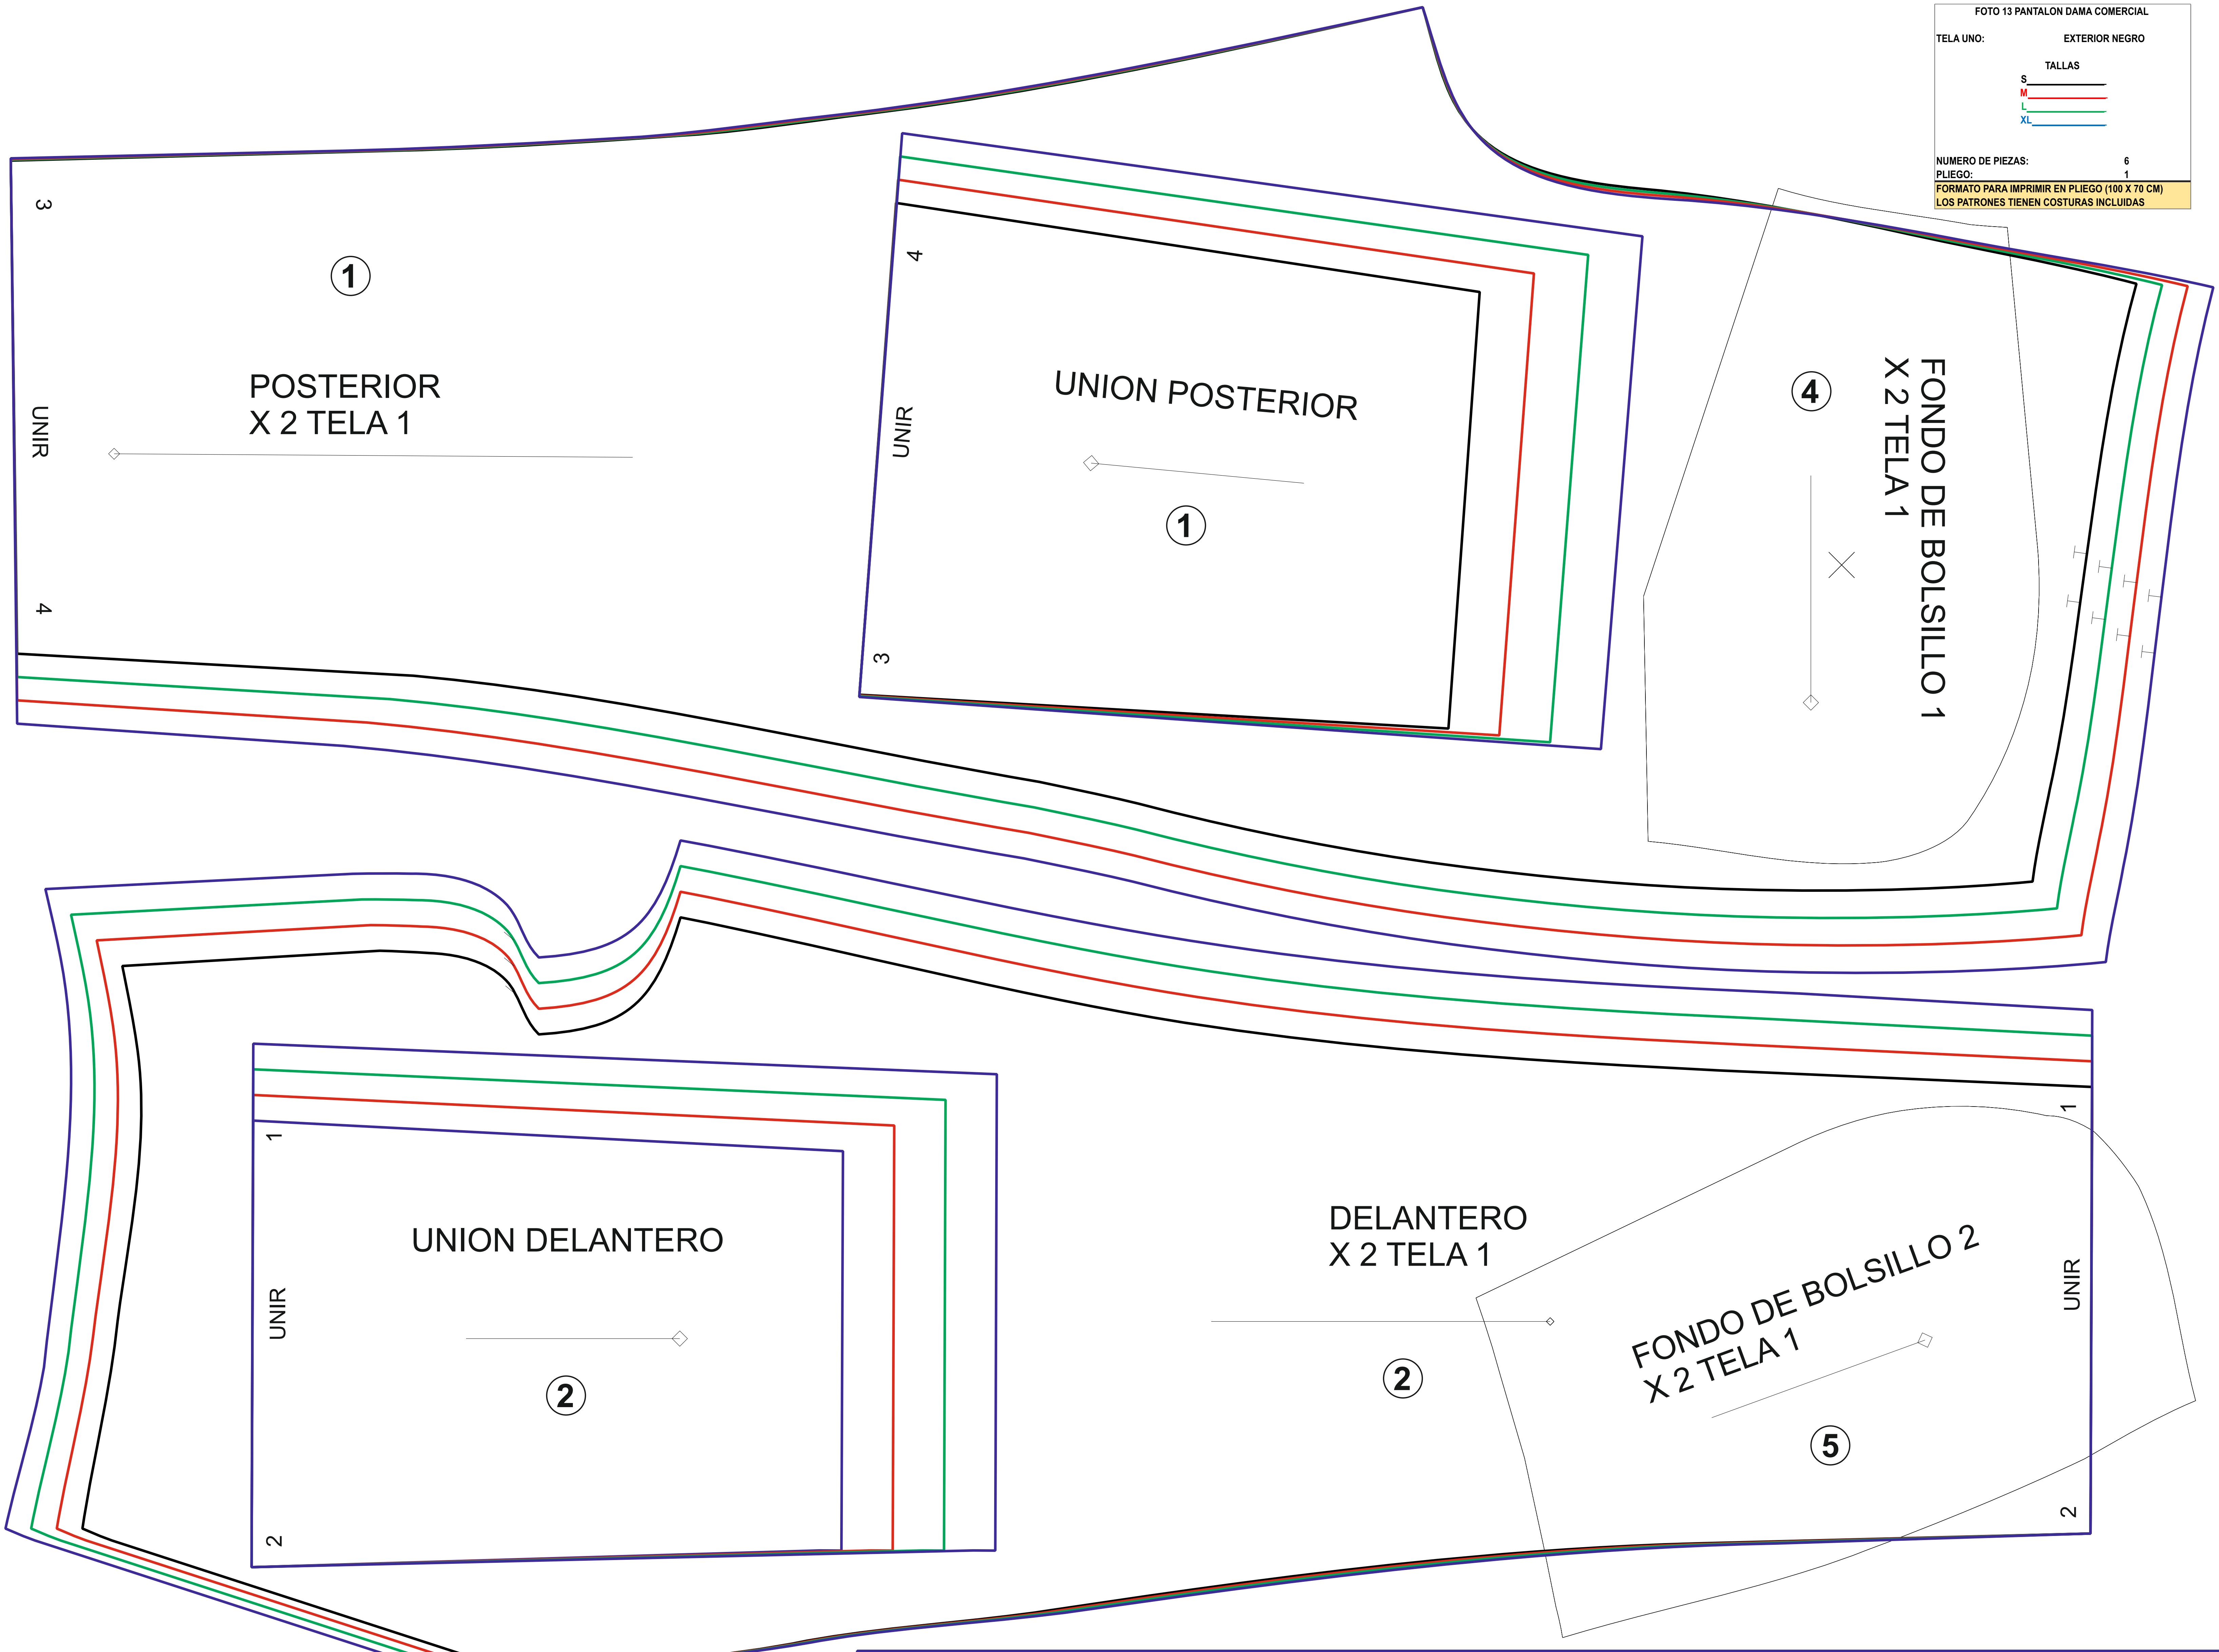 FOTO 13 PANTALON DAMA COMERCIAL
TELA UNO: EXTERIOR NEGRO
TALLAS
S
M
L
XL
NUMERO DE PIEZAS: 6
PLIEGO: 1
FORMATO PARA IMPRIMIR EN PLIEGO (100 X 70 CM)
LOS PATRONES TIENEN COSTURAS INCLUIDAS
3
UNIR
4
1
POSTERIOR
X 2 TELA 1
4
UNIR
3
UNION POSTERIOR
1
4
FONDO DE BOLSILLO 1
X 2 TELA 1
1
UNIR
2
UNION DELANTERO
2
DELANTERO
X 2 TELA 1
2
FONDO DE BOLSILLO 2
X 2 TELA 1
5
1
UNIR
2